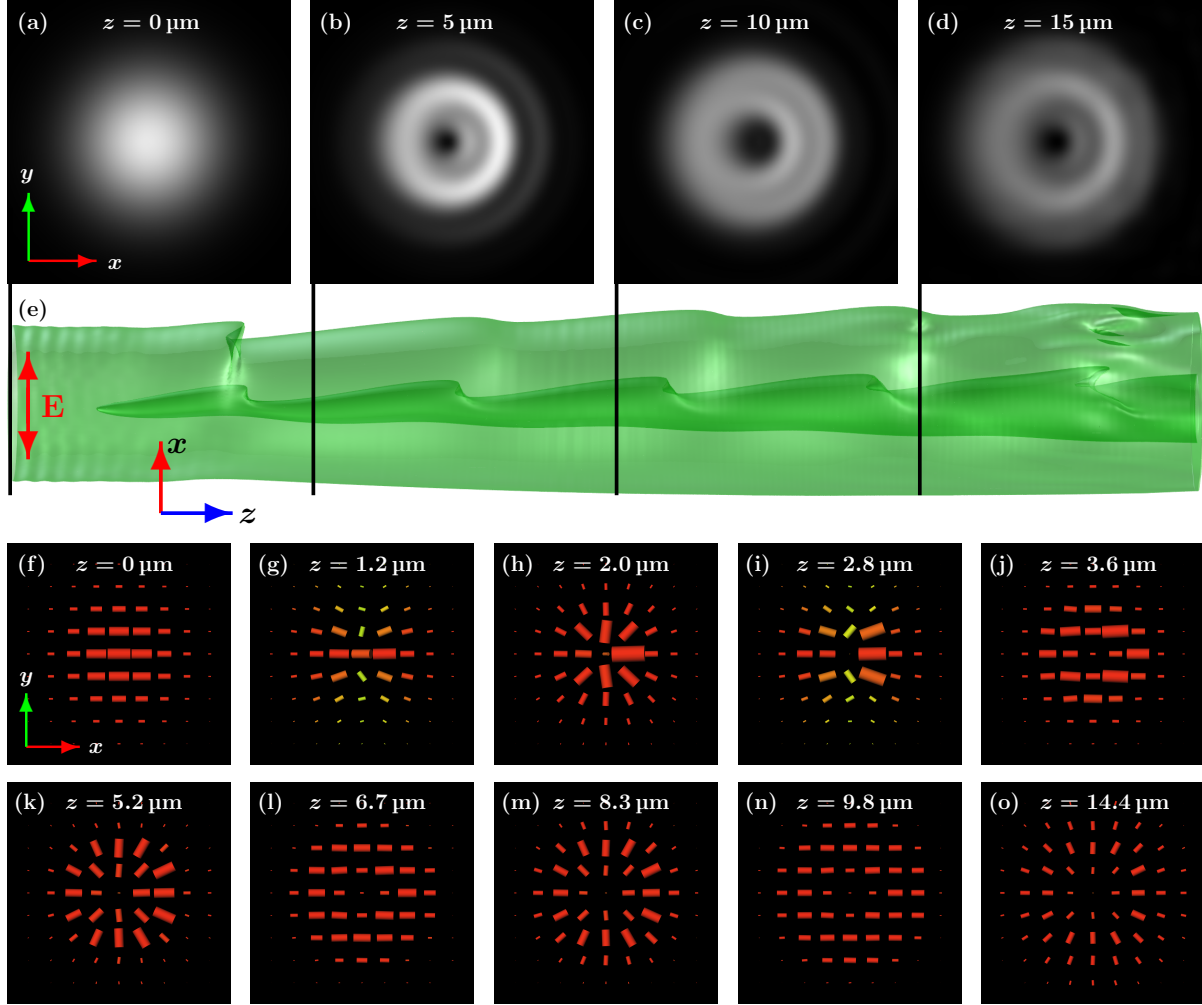 (a) z = 0 µm
(b) z = 5 µm
(c) z = 10 µm
(d) z = 15 µm
y
x
(e)
E
x
z
(f) z = 0 µm
(g) z = 1.2 µm
(h) z = 2.0 µm
(i) z = 2.8 µm
(j) z = 3.6 µm
y
x
(k) z = 5.2 µm
(l) z = 6.7 µm
(m) z = 8.3 µm
(n) z = 9.8 µm
(o) z = 14.4 µm